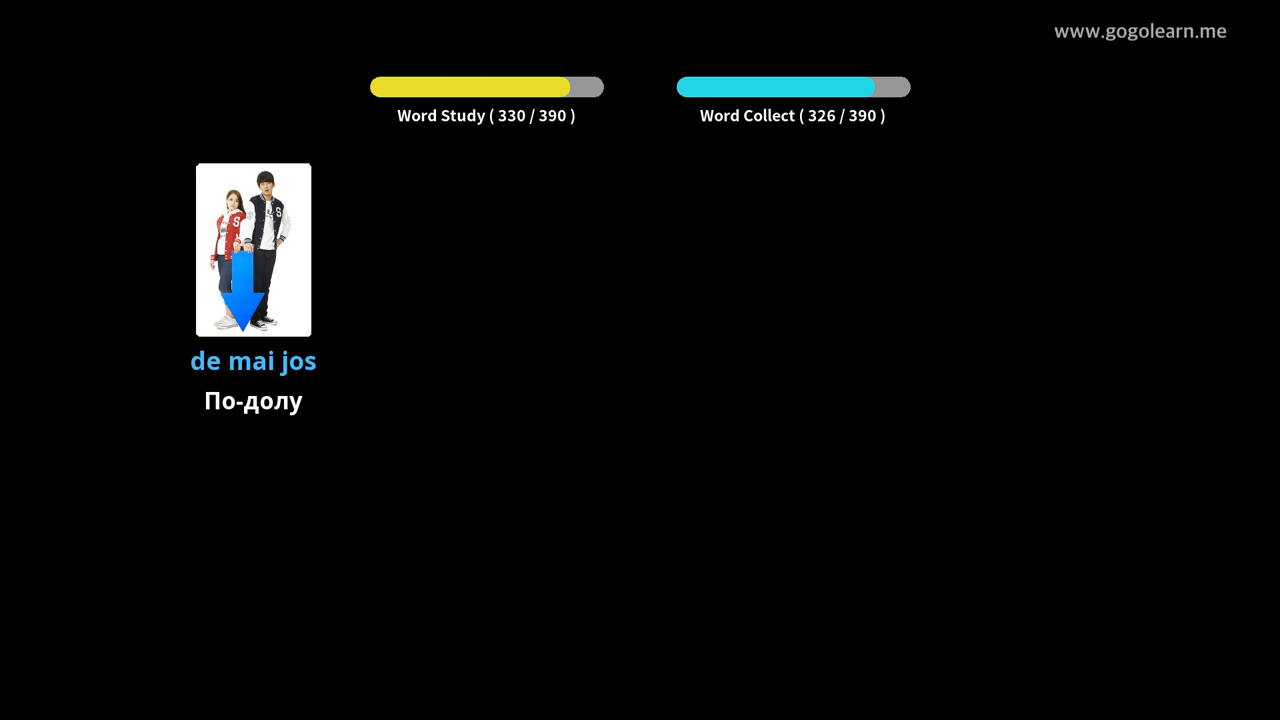 www.gogolearn.me
Word Study ( 330 / 390 )
Word Collect ( 326 / 390 )
S
S
de mai jos
По-долу